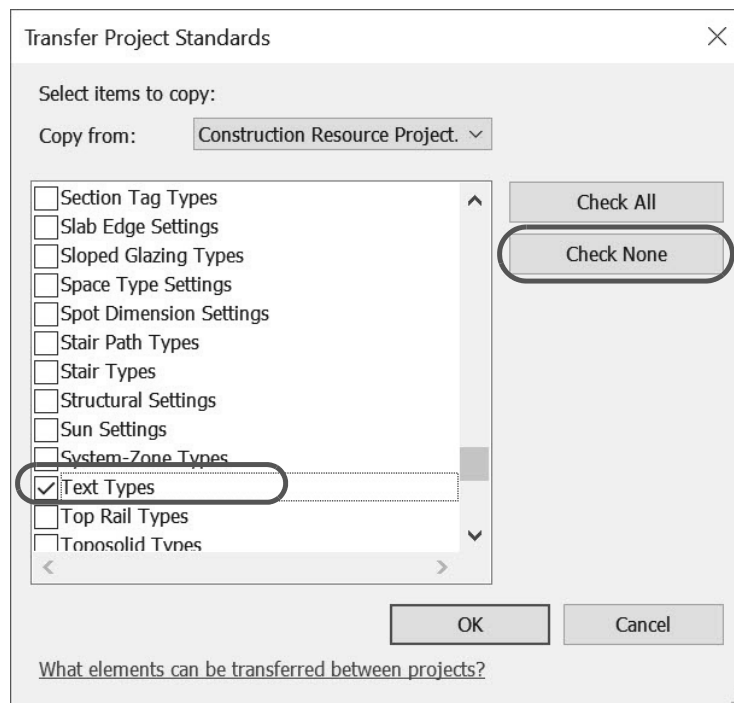 Transfer Project Standards
Select items to copy:
Copy from: Construction Resource Project.
Section Tag Types
Slab Edge Settings
Sloped Glazing Types
Space Type Settings
Spot Dimension Settings
Stair Path Types
Stair Types
Structural Settings
Sun Settings
System-Zone Types
Text Types
Top Rail Types
Toposolid Types
Check All
Check None
OK Cancel
What elements can be transferred between projects?